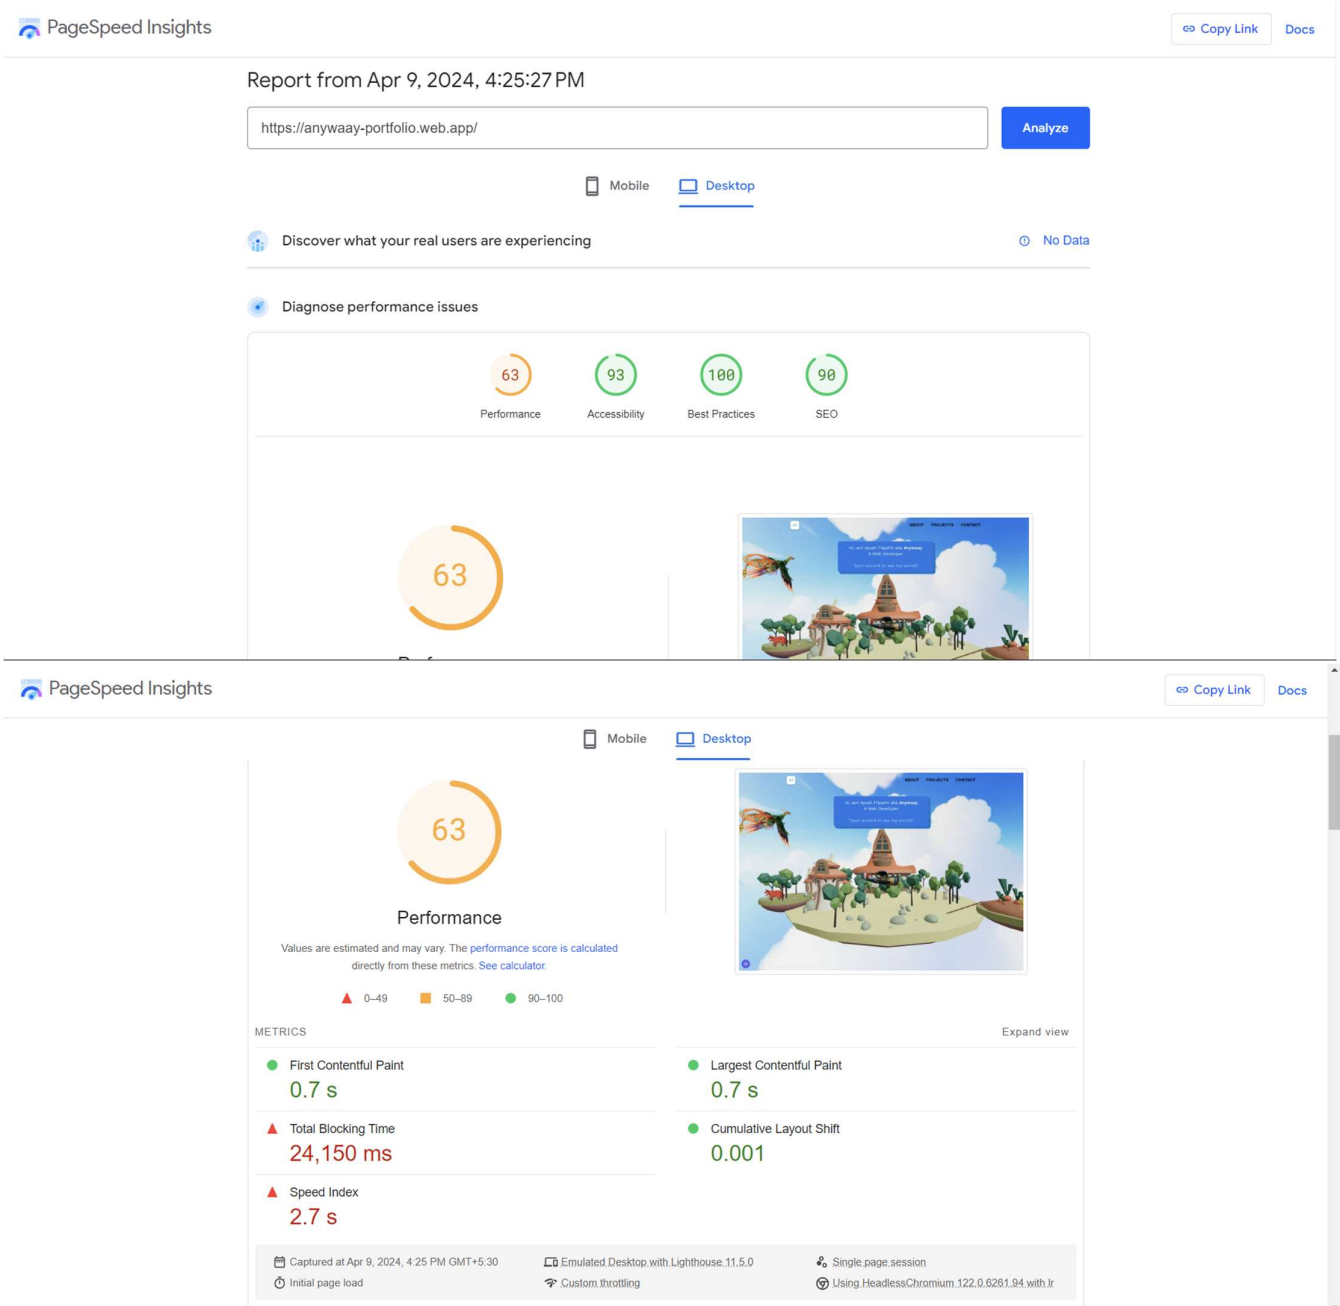 PageSpeed Insights
Copy Link
Docs
Report from Apr 9, 2024, 4:25:27 PM
https://anywaay-portfolio.web.app/
Analyze
Mobile
Desktop
Discover what your real users are experiencing
No Data
Diagnose performance issues
63
93
100
90
Performance
Accessibility
Best Practices
SEO
63
ABOUT PROJECTS CONTACT
PageSpeed Insights
Copy Link
Docs
Mobile
Desktop
63
ABOUT PROJECTS CONTACT
Performance
Values are estimated and may vary. The performance score is calculated
directly from these metrics. See calculator.
0–49
50–89
90–100
METRICS
Expand view
First Contentful Paint
0.7 s
Largest Contentful Paint
0.7 s
Total Blocking Time
24,150 ms
Cumulative Layout Shift
0.001
Speed Index
2.7 s
Captured at Apr 9, 2024, 4:25 PM GMT+5:30
Emulated Desktop with Lighthouse 11.5.0
Single page session
Initial page load
Custom throttling
Using HeadlessChromium 122.0.6261.94 with lr